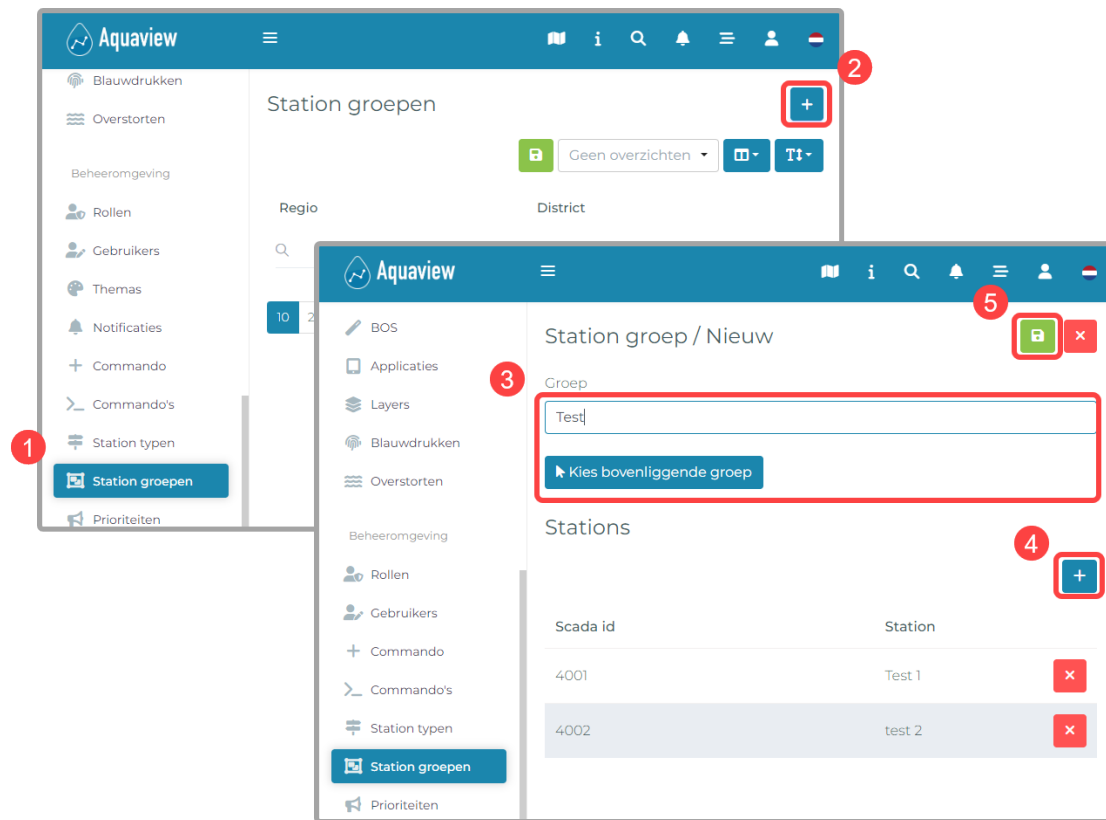 Aquaview
2
Blauwdrukken
Overstorten
Beheeromgeving
Rollen
Gebruikers
Themas
Notificaties
Commando
Commando's
1
Station typen
Station groepen
Prioriteiten
Station groepen
Geen overzichten
Regio District
10 2
Aquaview
BOS
Applicaties
Layers
Blauwdrukken
Overstorten
Beheeromgeving
Rollen
Gebruikers
Commando
Commando's
Station typen
Station groepen
Prioriteiten
5
Station groep / Nieuw
3
Groep
Test
Kies bovenliggende groep
Stations
4
Scada id Station
4001 Test 1
4002 test 2